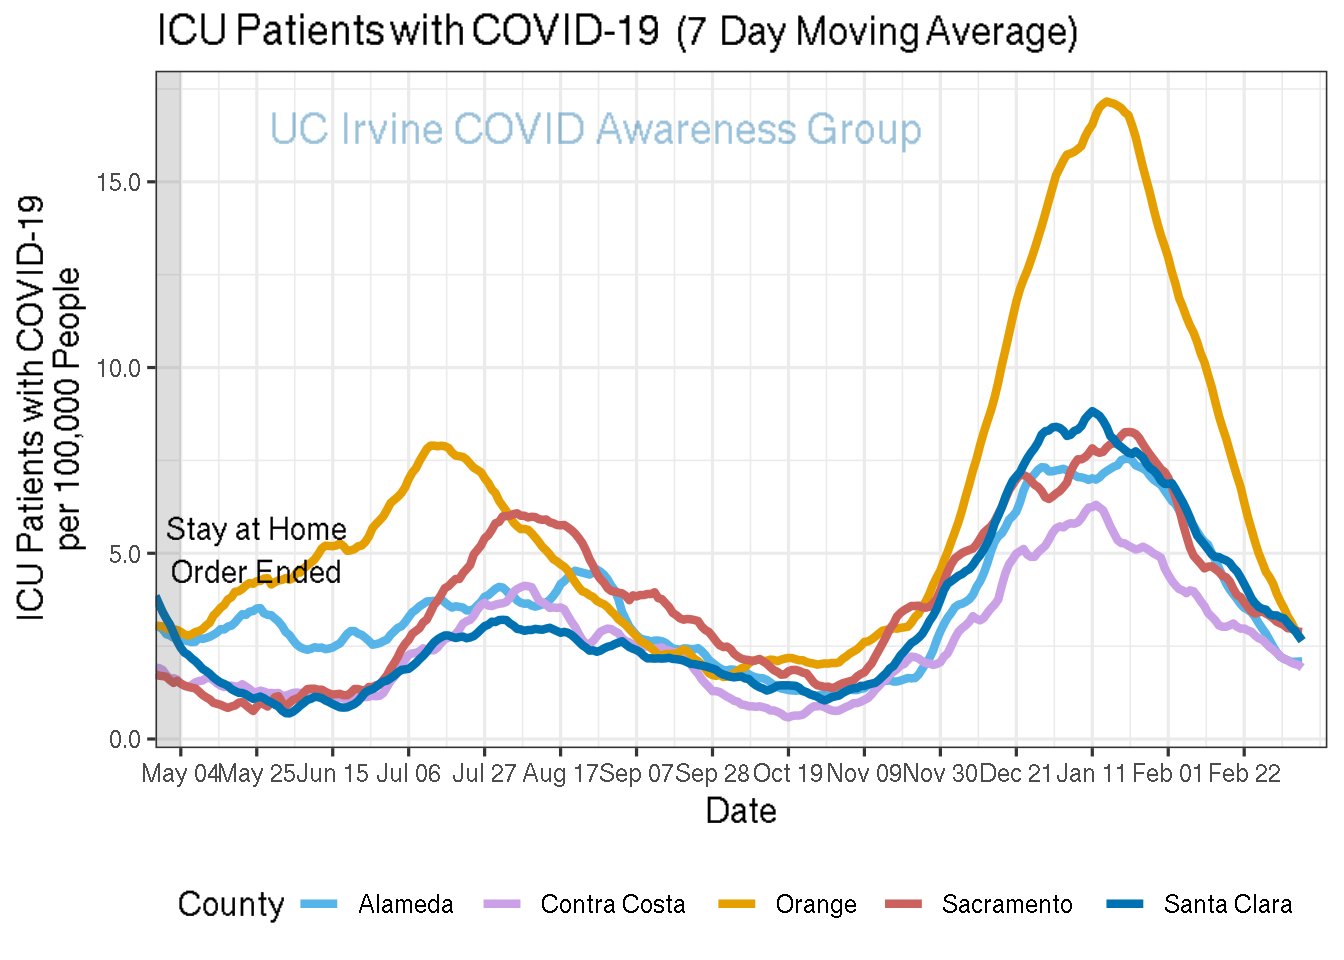 ICU Patients with COVID-19 (7 Day Moving Average)
UC Irvine COVID Awareness Group
ICU Patients with COVID-19
per 100,000 People
15.0
10.0
5.0
0.0
Stay at Home
Order Ended
May 04 May 25 Jun 15 Jul 06 Jul 27 Aug 17 Sep 07 Sep 28 Oct 19 Nov 09 Nov 30 Dec 21 Jan 11 Feb 01 Feb 22
Date
County Alameda Contra Costa Orange Sacramento Santa Clara